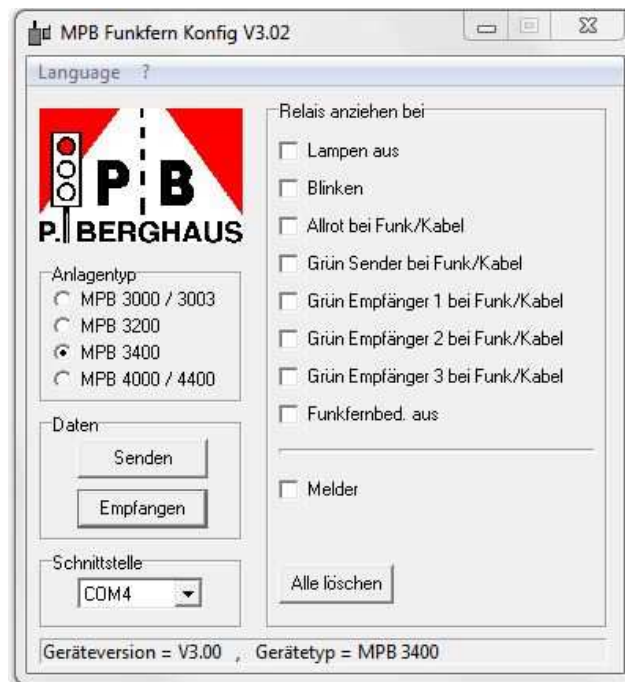 MPB Funkfern Konfig V3.02
Language ?
P B
P. BERGHAUS
Anlagentyp
MPB 3000 / 3003
MPB 3200
MPB 3400
MPB 4000 / 4400
Daten
Senden
Empfangen
Schnittstelle
COM4
Relais anziehen bei
Lampen aus
Blinken
Allrot bei Funk/Kabel
Grün Sender bei Funk/Kabel
Grün Empfänger 1 bei Funk/Kabel
Grün Empfänger 2 bei Funk/Kabel
Grün Empfänger 3 bei Funk/Kabel
Funkfernbed. aus
Melder
Alle löschen
Geräteversion = V3.00 , Gerätetyp = MPB 3400